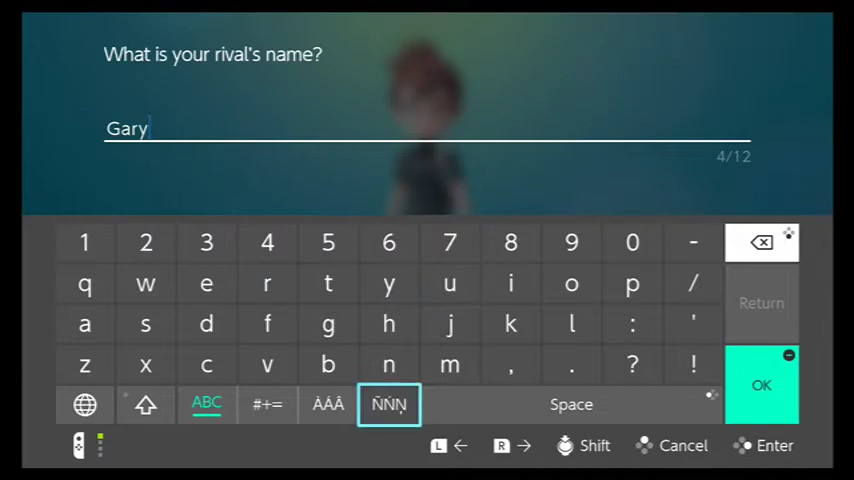 What is your rival's name?
Gary
4/12
1 2 3 4 5 6 7 8 9 0 -
q w e r t y u i o p /
Return
a s d f g h j k l : '
z x c v b n m , . ? !
OK
ABC #+= ÀÁÂ ÑŃŅ Space
L ← R → Shift Cancel Enter